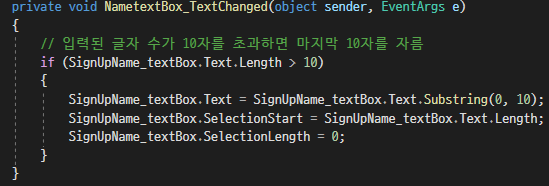 private void NametextBox_TextChanged(object sender, EventArgs e)
{
// 입력된 글자 수가 10자를 초과하면 마지막 10자를 자름
if (SignUpName_textBox.Text.Length > 10)
{
SignUpName_textBox.Text = SignUpName_textBox.Text.Substring(0, 10);
SignUpName_textBox.SelectionStart = SignUpName_textBox.Text.Length;
SignUpName_textBox.SelectionLength = 0;
}
}